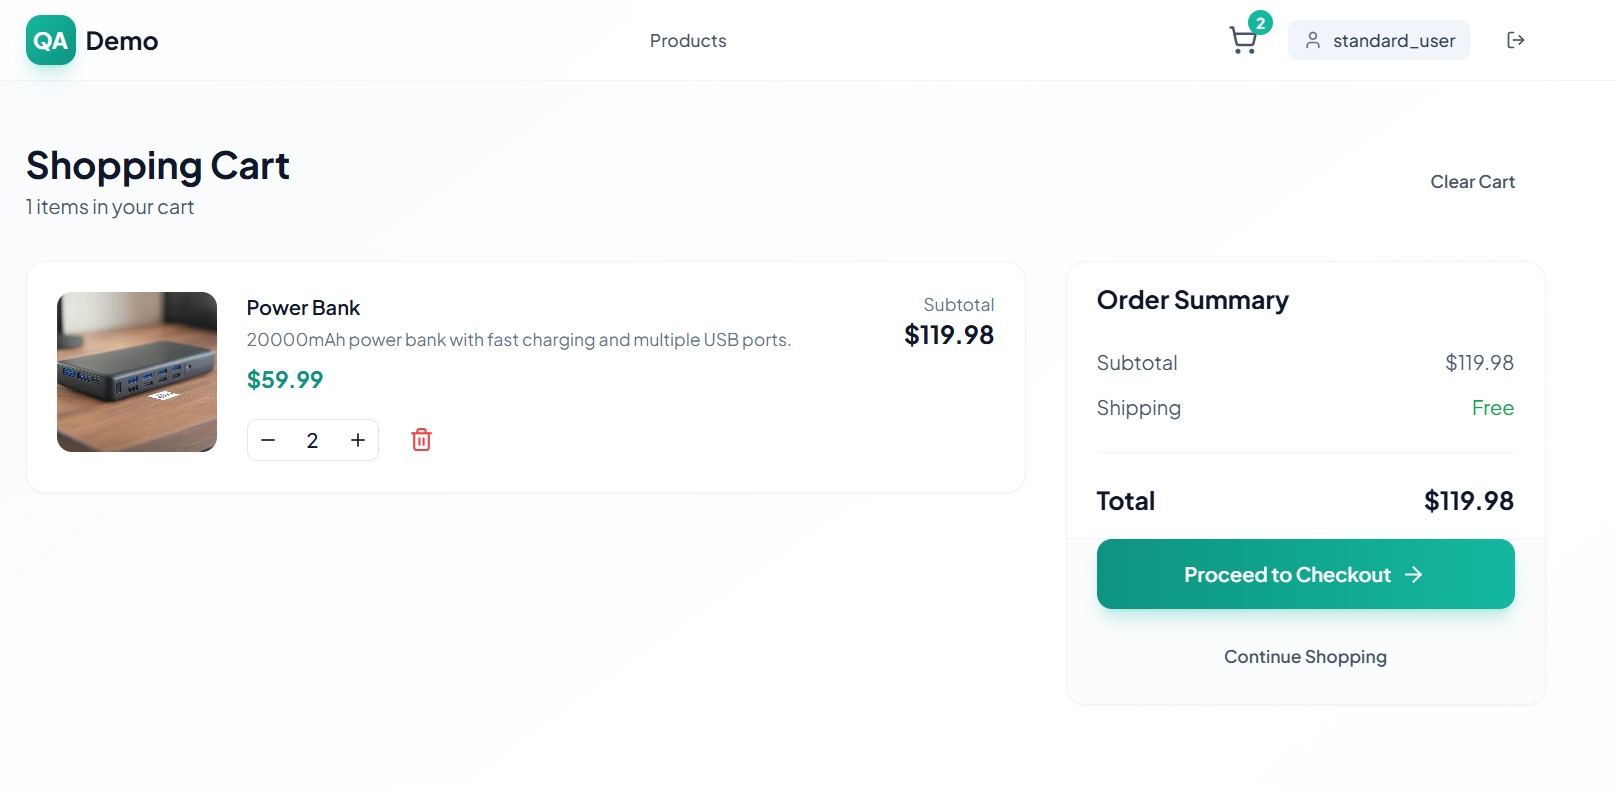 QA Demo
Products
2
standard_user
Shopping Cart
1 items in your cart
Clear Cart
Power Bank
20000mAh power bank with fast charging and multiple USB ports.
$59.99
2
Subtotal
$119.98
Order Summary
Subtotal $119.98
Shipping Free
Total $119.98
Proceed to Checkout
Continue Shopping